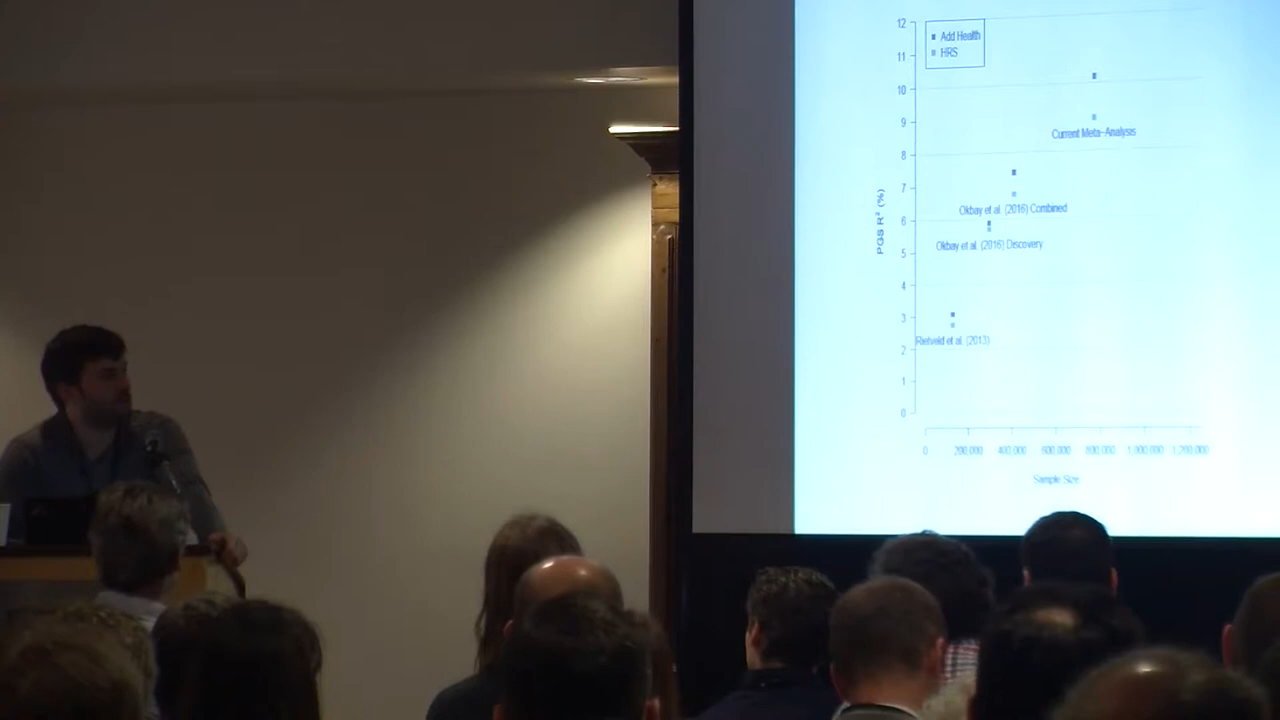 12
Add Health
HRS
11
10
9
Current Meta-Analysis
8
7
Okbay et al. (2016) Combined
6
Okbay et al. (2016) Discovery
5
4
3
Rietveld et al. (2013)
2
1
0
PGS R² (%)
0 200,000 400,000 600,000 800,000 1,000,000 1,200,000
Sample Size